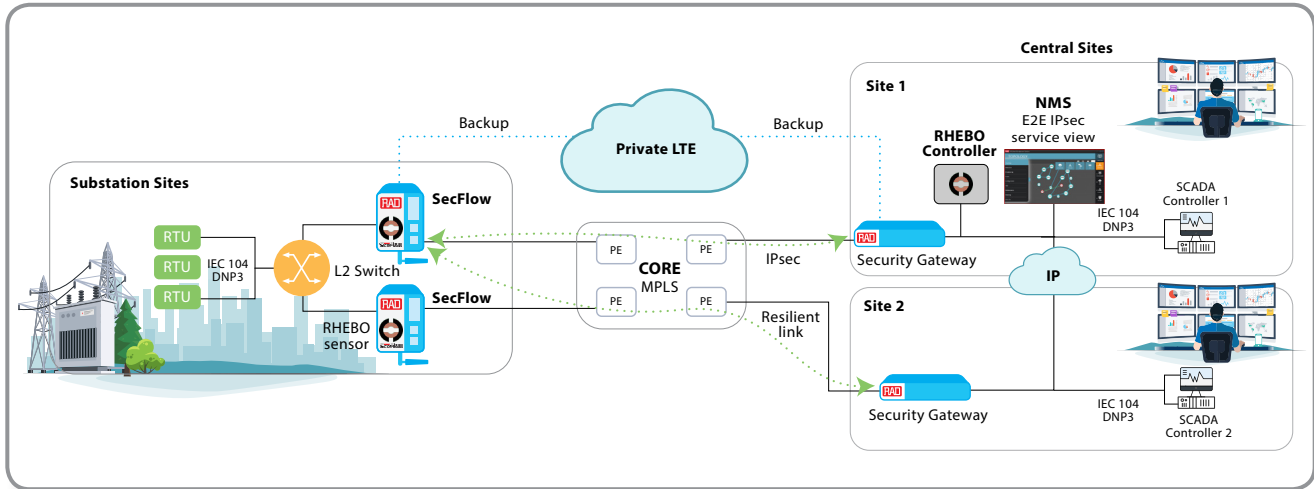 Central Sites
Site 1
NMS
E2E IPsec
service view
RHEBO
Controller
Backup
Backup
Private LTE
Substation Sites
SecFlow
RAD
RTU
RTU
RTU
IEC 104
DNP3
L2 Switch
SecFlow
RAD
RHEBO
sensor
PE
PE
CORE
MPLS
PE
PE
IPsec
Resilient
link
RAD
Security Gateway
SCADA
Controller 1
IEC 104
DNP3
IP
Site 2
RAD
Security Gateway
IEC 104
DNP3
SCADA
Controller 2